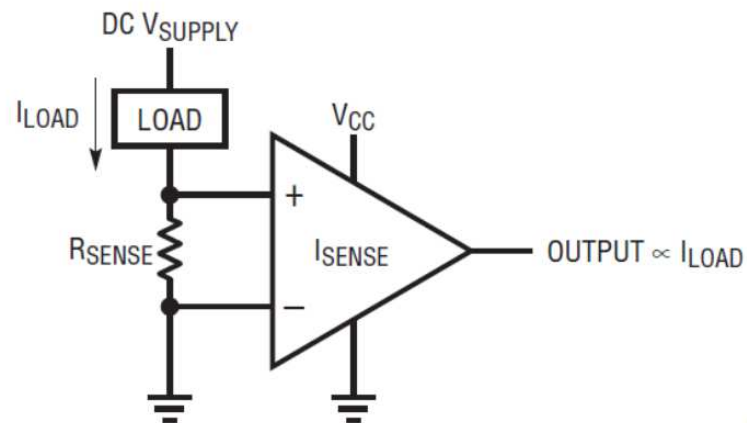 DC VSUPPLY
ILOAD
LOAD
VCC
+
RSENSE
ISENSE
OUTPUT ∝ ILOAD
−